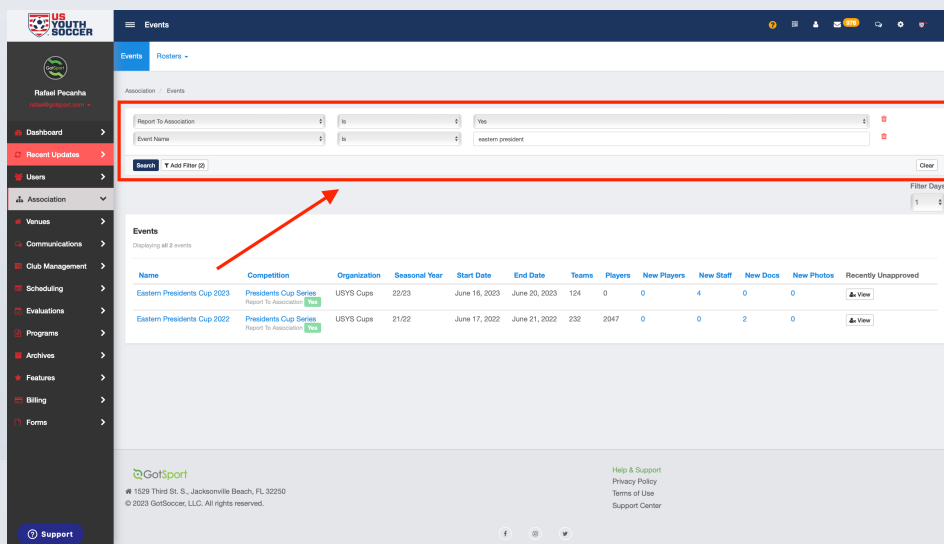 US
YOUTH
SOCCER
Events
878
Events
Rosters
Association / Events
GotSport
Rafael Pecanha
rafael@gotsport.com
Dashboard
Recent Updates
Users
Association
Venues
Communications
Club Management
Scheduling
Evaluations
Programs
Archives
Features
Billing
Forms
Support
Report To Association Is Yes
Event Name Is eastern president
Search Add Filter (2) Clear
Filter Days
1
Events
Displaying all 2 events
Name Competition Organization Seasonal Year Start Date End Date Teams Players New Players New Staff New Docs New Photos Recently Unapproved
Eastern Presidents Cup 2023 Presidents Cup Series USYS Cups 22/23 June 16, 2023 June 20, 2023 124 0 0 4 0 0 View
Report To Association Yes
Eastern Presidents Cup 2022 Presidents Cup Series USYS Cups 21/22 June 17, 2022 June 21, 2022 232 2047 0 0 2 0 View
Report To Association Yes
GotSport
1529 Third St. S., Jacksonville Beach, FL 32250
© 2023 GotSoccer, LLC. All rights reserved.
Help & Support
Privacy Policy
Terms of Use
Support Center